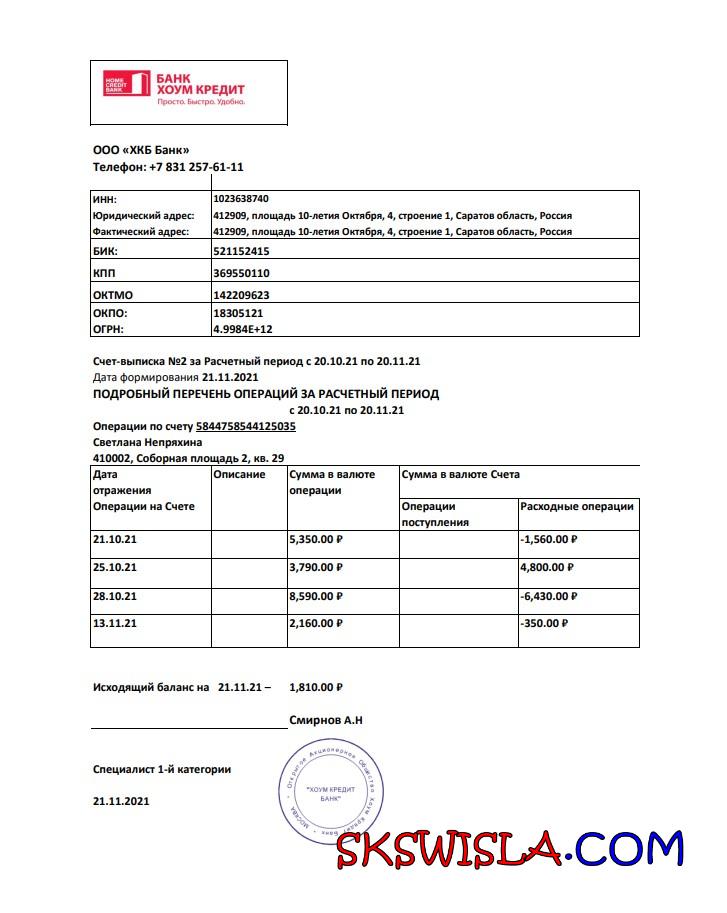 HOME
CREDIT
BANK
БАНК
ХОУМ КРЕДИТ
Просто. Быстро. Удобно.
ООО «ХКБ Банк»
Телефон: +7 831 257-61-11
ИНН: 1023638740
Юридический адрес: 412909, площадь 10-летия Октября, 4, строение 1, Саратов область, Россия
Фактический адрес: 412909, площадь 10-летия Октября, 4, строение 1, Саратов область, Россия
БИК: 521152415
КПП 369550110
ОКТМО 142209623
ОКПО: 18305121
ОГРН: 4.9984E+12
Счет-выписка №2 за Расчетный период с 20.10.21 по 20.11.21
Дата формирования 21.11.2021
ПОДРОБНЫЙ ПЕРЕЧЕНЬ ОПЕРАЦИЙ ЗА РАСЧЕТНЫЙ ПЕРИОД
с 20.10.21 по 20.11.21
Операции по счету 5844758544125035
Светлана Непряхина
410002, Соборная площадь 2, кв. 29
Дата Описание Сумма в валюте Сумма в валюте Счета
отражения операции
Операции на Счете Операции Расходные операции
поступления
21.10.21 5,350.00 ₽ -1,560.00 ₽
25.10.21 3,790.00 ₽ 4,800.00 ₽
28.10.21 8,590.00 ₽ -6,430.00 ₽
13.11.21 2,160.00 ₽ -350.00 ₽
Исходящий баланс на 21.11.21 – 1,810.00 ₽
Смирнов А.Н
Специалист 1-й категории
21.11.2021
Открытое Акционерное Общество Хоум Кредит Банк * МОСКВА *
"ХОУМ КРЕДИТ
БАНК"
SKSWISLA.COM